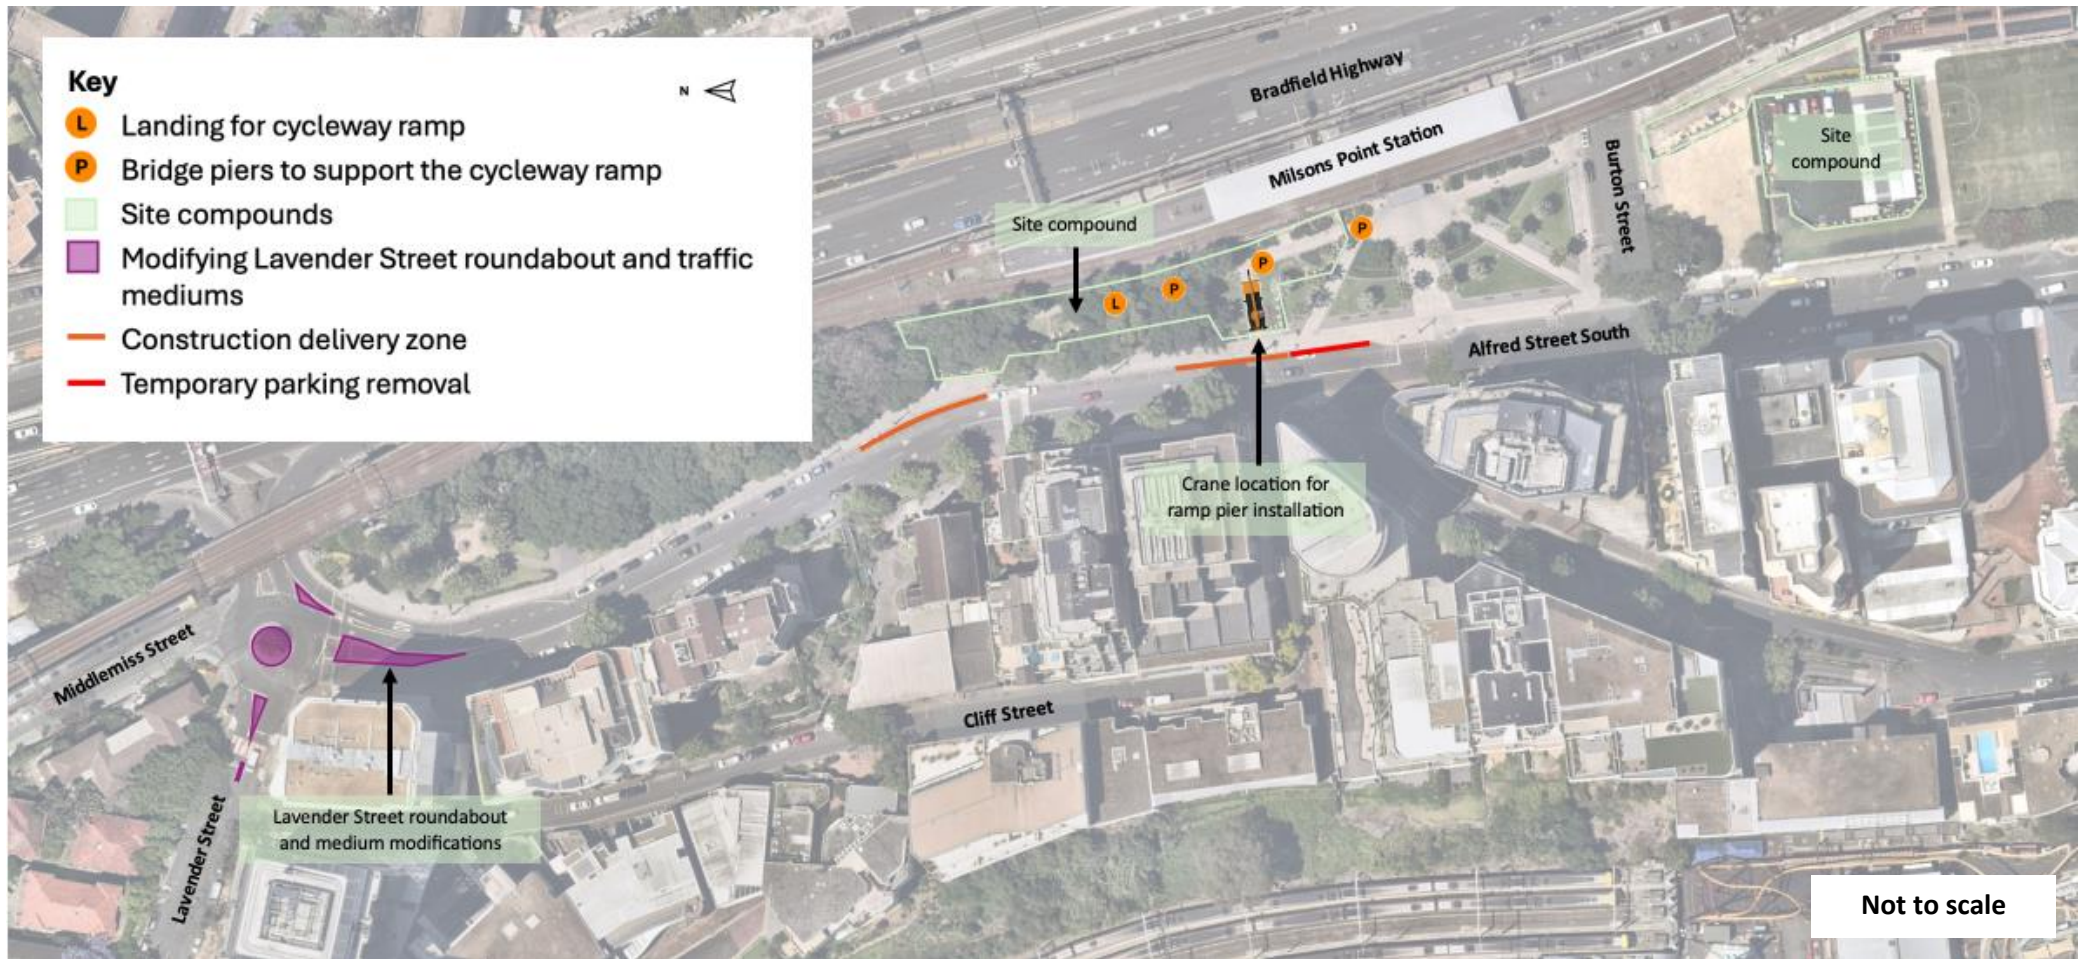 Key
N
L Landing for cycleway ramp
P Bridge piers to support the cycleway ramp
Site compounds
Modifying Lavender Street roundabout and traffic
mediums
Construction delivery zone
Temporary parking removal
Bradfield Highway
Milsons Point Station
Burton Street
Site
compound
Site compound
P
P
P
L
Alfred Street South
Crane location for
ramp pier installation
Middlemiss Street
Cliff Street
Lavender Street roundabout
and medium modifications
Lavender Street
Not to scale